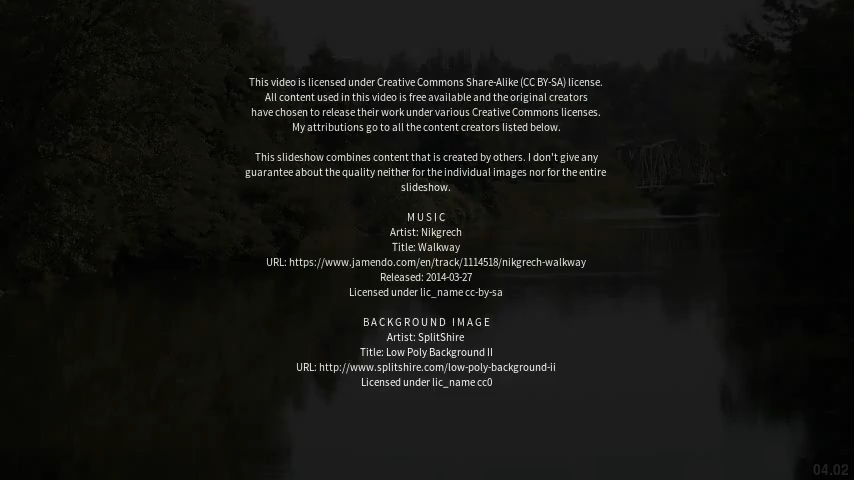 This video is licensed under Creative Commons Share-Alike (CC BY-SA) license.
All content used in this video is free available and the original creators
have chosen to release their work under various Creative Commons licenses.
My attributions go to all the content creators listed below.
This slideshow combines content that is created by others. I don't give any
guarantee about the quality neither for the individual images nor for the entire
slideshow.
MUSIC
Artist: Nikgrech
Title: Walkway
URL: https://www.jamendo.com/en/track/1114518/nikgrech-walkway
Released: 2014-03-27
Licensed under lic_name cc-by-sa
BACKGROUND IMAGE
Artist: SplitShire
Title: Low Poly Background II
URL: http://www.splitshire.com/low-poly-background-ii
Licensed under lic_name cc0
04.02